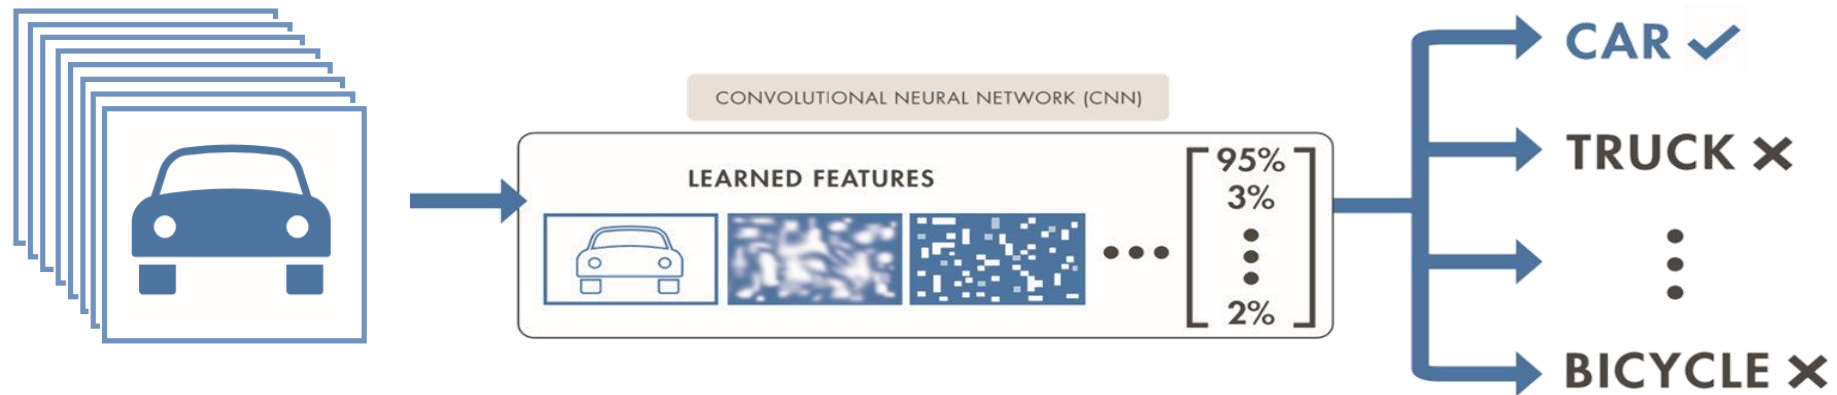 CONVOLUTIONAL NEURAL NETWORK (CNN)
LEARNED FEATURES
95%
3%
2%
CAR
TRUCK
BICYCLE